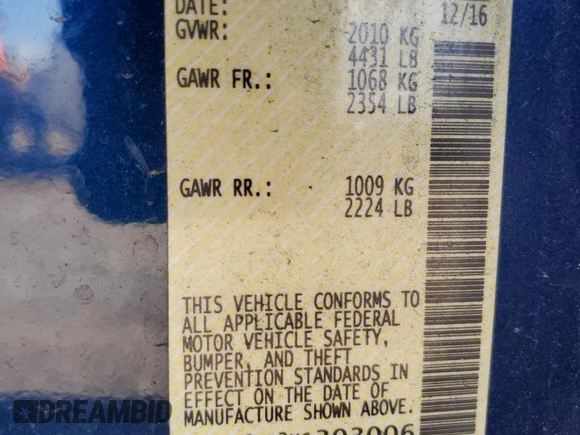 DATE: 12/16
GVWR: 2010 KG
4431 LB
GAWR FR.: 1068 KG
2354 LB
GAWR RR.: 1009 KG
2224 LB
THIS VEHICLE CONFORMS TO
ALL APPLICABLE FEDERAL
MOTOR VEHICLE SAFETY,
BUMPER, AND THEFT
PREVENTION STANDARDS IN
EFFECT ON THE DATE OF
MANUFACTURE SHOWN ABOVE.
203006
DREAMBID